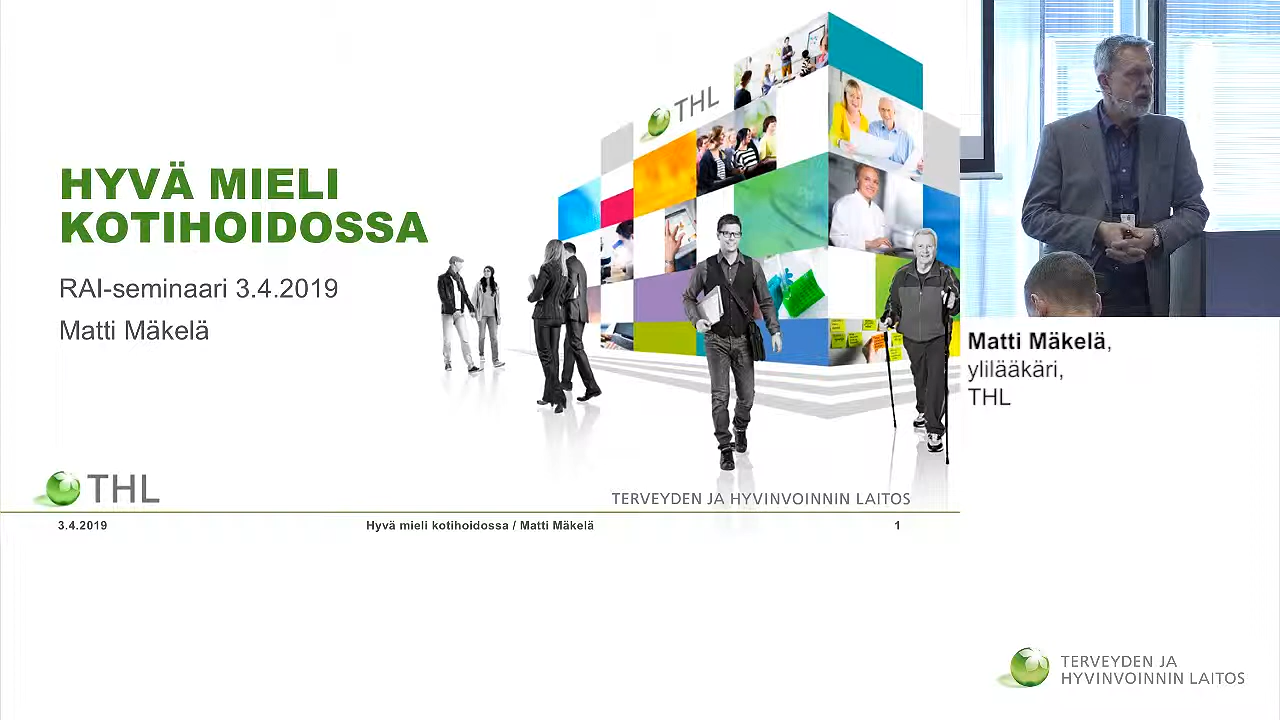 THL
HYVÄ MIELI
KOTIHOIDOSSA
RAI-seminaari 3.4.2019
Matti Mäkelä
THL
TERVEYDEN JA HYVINVOINNIN LAITOS
3.4.2019
Hyvä mieli kotihoidossa / Matti Mäkelä
1
Matti Mäkelä,
ylilääkäri,
THL
TERVEYDEN JA
HYVINVOINNIN LAITOS